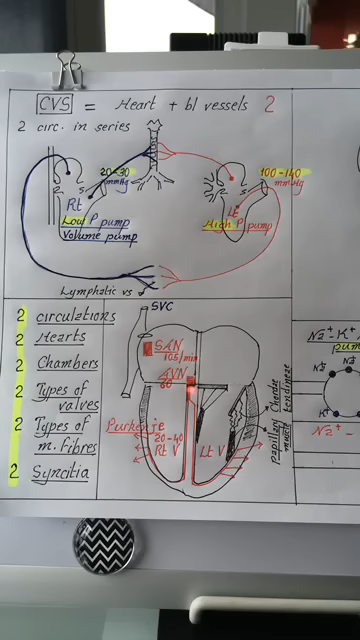 CVS = Heart + bl vessels 2
2 circ. in series
20-30
mmHg
100-140
mmHg
Rt
Low P pump
Volume pump
Lt
High P pump
Lymphatic vs
2 circulations
2 Hearts
2 Chambers
2 Types of valves
2 Types of m. fibres
2 Syncitia
SVC
SAN
105/min
AVN
60
Purkenje
20-40
Rt V
Lt V
Chordae tendineae
Papillary muscle
Na+ - K+
pump
Na+
K+
Na+ -